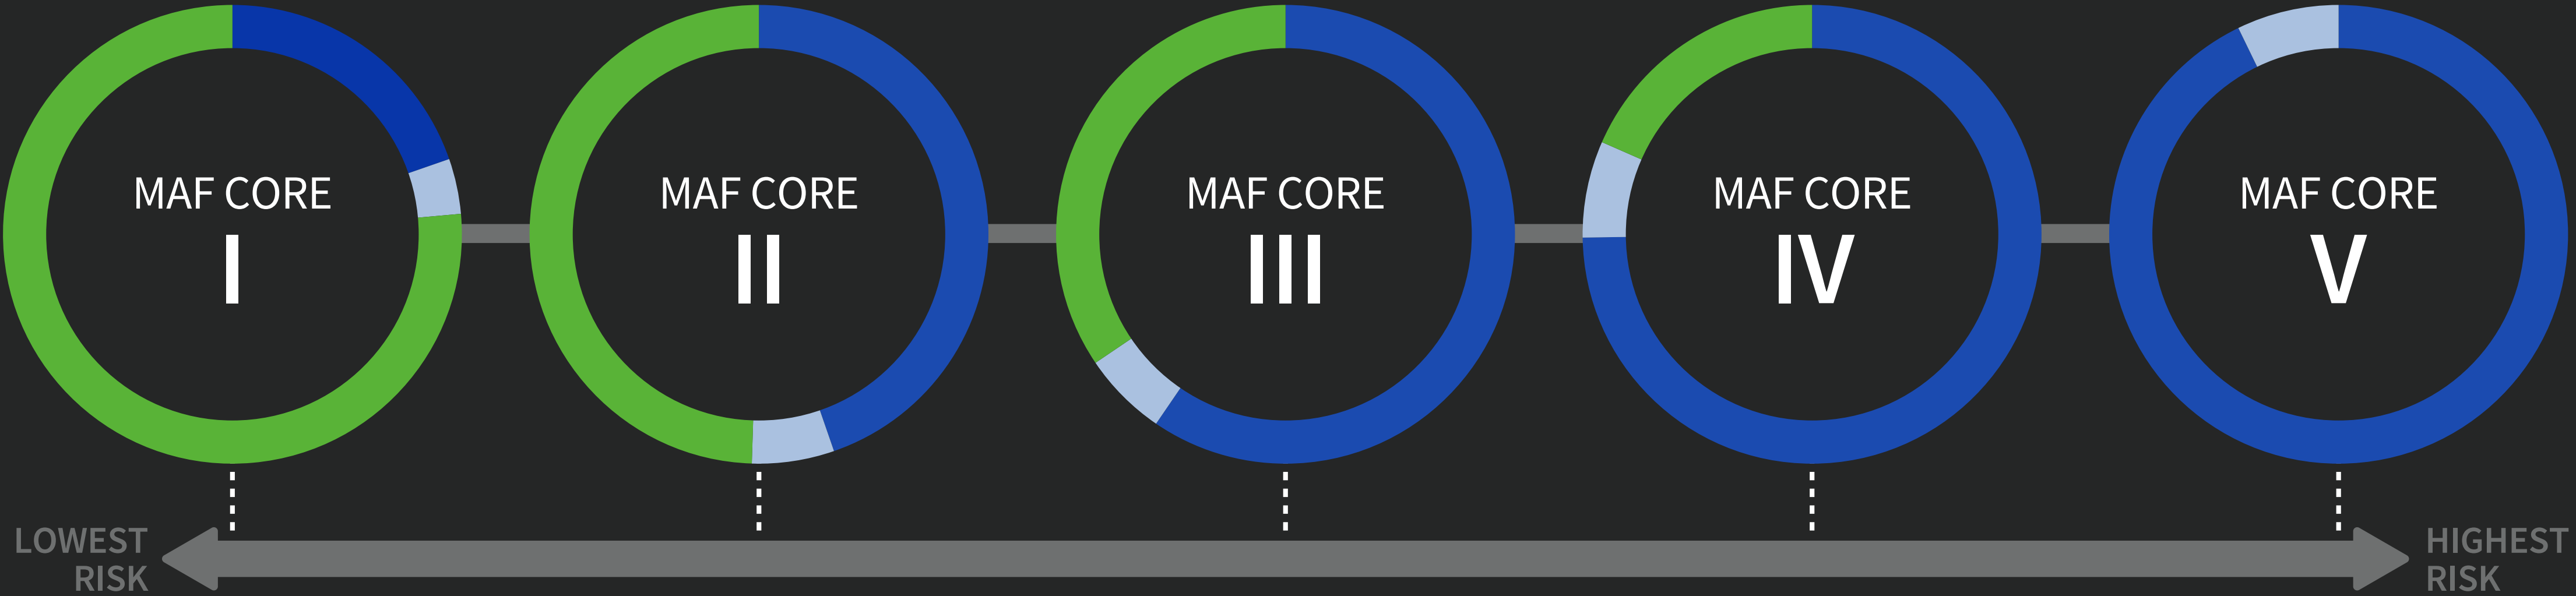 MAF CORE
I
MAF CORE
II
MAF CORE
III
MAF CORE
IV
MAF CORE
V
LOWEST
RISK
HIGHEST
RISK